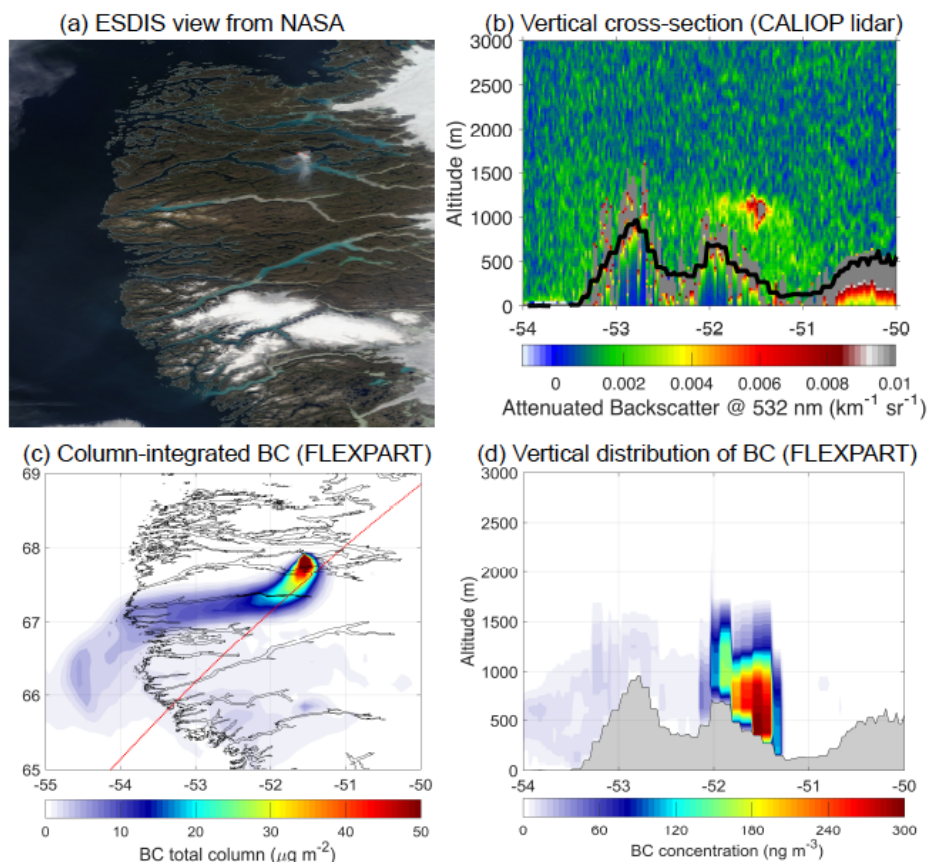 (a) ESDIS view from NASA
(b) Vertical cross-section (CALIOP lidar)
3000
2500
2000
1500
1000
500
0
Altitude (m)
-54 -53 -52 -51 -50
0 0.002 0.004 0.006 0.008 0.01
Attenuated Backscatter @ 532 nm (km⁻¹ sr⁻¹)
(c) Column-integrated BC (FLEXPART)
69
68
67
66
65
-55 -54 -53 -52 -51 -50
0 10 20 30 40 50
BC total column (μg m⁻²)
(d) Vertical distribution of BC (FLEXPART)
3000
2500
2000
1500
1000
500
0
Altitude (m)
-54 -53 -52 -51 -50
0 60 120 180 240 300
BC concentration (ng m⁻³)